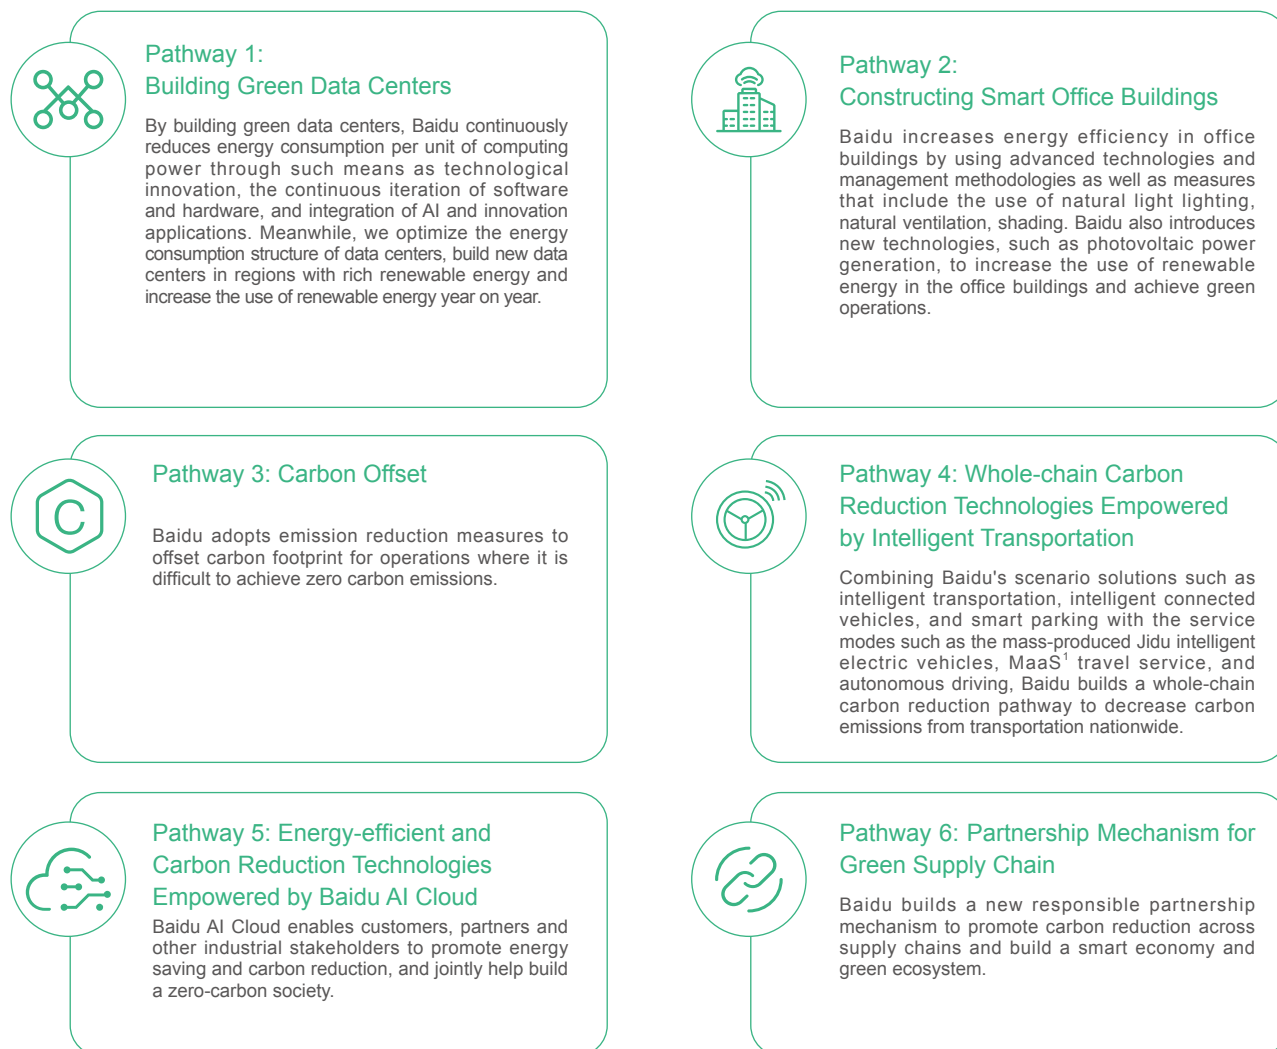 Pathway 1:
Building Green Data Centers
By building green data centers, Baidu continuously
reduces energy consumption per unit of computing
power through such means as technological
innovation, the continuous iteration of software
and hardware, and integration of AI and innovation
applications. Meanwhile, we optimize the energy
consumption structure of data centers, build new data
centers in regions with rich renewable energy and
increase the use of renewable energy year on year.
Pathway 2:
Constructing Smart Office Buildings
Baidu increases energy efficiency in office
buildings by using advanced technologies and
management methodologies as well as measures
that include the use of natural light lighting,
natural ventilation, shading. Baidu also introduces
new technologies, such as photovoltaic power
generation, to increase the use of renewable
energy in the office buildings and achieve green
operations.
C
Pathway 3: Carbon Offset
Baidu adopts emission reduction measures to
offset carbon footprint for operations where it is
difficult to achieve zero carbon emissions.
Pathway 4: Whole-chain Carbon
Reduction Technologies Empowered
by Intelligent Transportation
Combining Baidu's scenario solutions such as
intelligent transportation, intelligent connected
vehicles, and smart parking with the service
modes such as the mass-produced Jidu intelligent
electric vehicles, MaaS¹ travel service, and
autonomous driving, Baidu builds a whole-chain
carbon reduction pathway to decrease carbon
emissions from transportation nationwide.
Pathway 5: Energy-efficient and
Carbon Reduction Technologies
Empowered by Baidu AI Cloud
Baidu AI Cloud enables customers, partners and
other industrial stakeholders to promote energy
saving and carbon reduction, and jointly help build
a zero-carbon society.
Pathway 6: Partnership Mechanism for
Green Supply Chain
Baidu builds a new responsible partnership
mechanism to promote carbon reduction across
supply chains and build a smart economy and
green ecosystem.